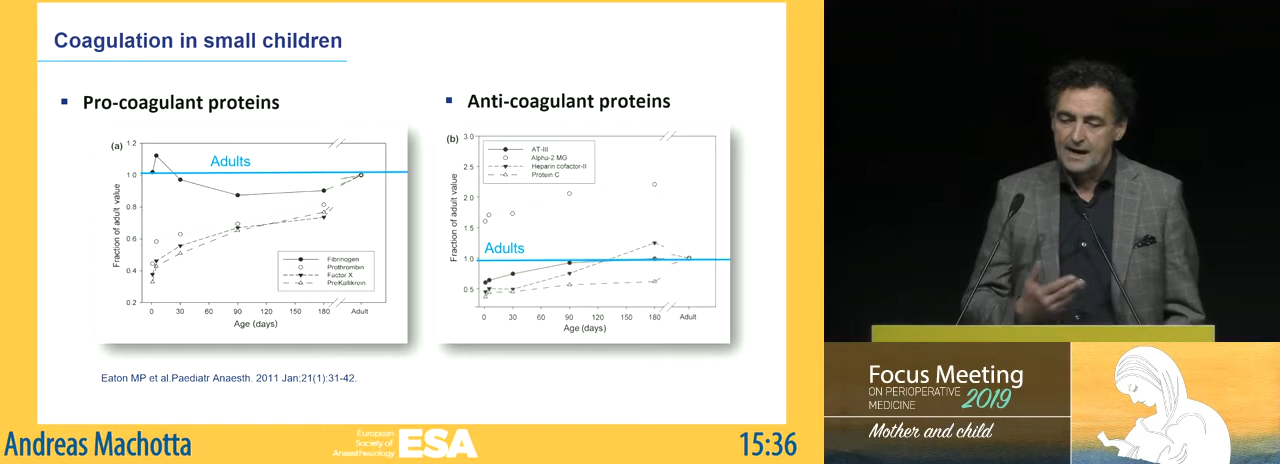 Coagulation in small children
▪ Pro-coagulant proteins
▪ Anti-coagulant proteins
(a)
Adults
Fraction of adult value
1.2
1.0
0.8
0.6
0.4
0.2
Fibrinogen
Prothrombin
Factor X
PreKallikrein
0 30 60 90 120 150 180 Adult
Age (days)
(b)
AT-III
Alpha-2 MG
Heparin cofactor-II
Protein C
Adults
Fraction of adult value
3.0
2.5
2.0
1.5
1.0
0.5
0 30 60 90 120 150 180 Adult
Age (days)
Eaton MP et al.Paediatr Anaesth. 2011 Jan;21(1):31-42.
Andreas Machotta
European
Society of
Anaesthesiology
ESA
15:36
Focus Meeting
ON PERIOPERATIVE
MEDICINE 2019
Mother and child